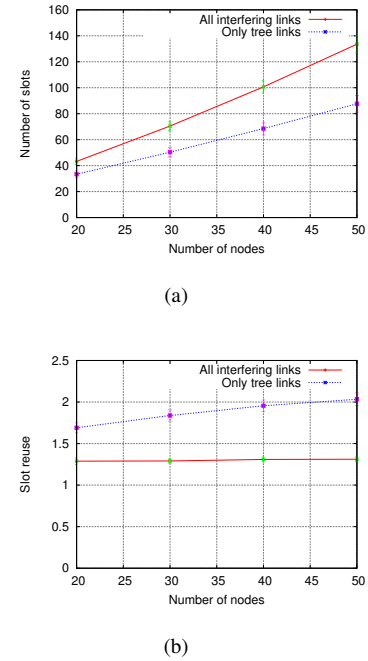 160
140
120
100
80
60
40
20
0
Number of slots
All interfering links
Only tree links
20 25 30 35 40 45 50
Number of nodes
(a)
2.5
2
1.5
1
0.5
0
Slot reuse
All interfering links
Only tree links
20 25 30 35 40 45 50
Number of nodes
(b)